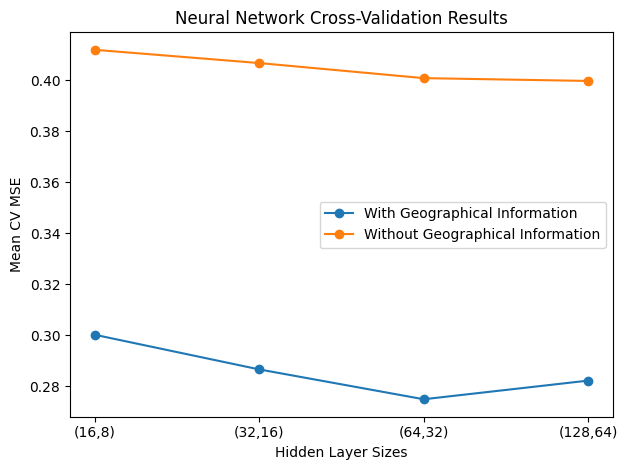 Neural Network Cross-Validation Results
Mean CV MSE
0.40
0.38
0.36
0.34
0.32
0.30
0.28
With Geographical Information
Without Geographical Information
(16,8) (32,16) (64,32) (128,64)
Hidden Layer Sizes